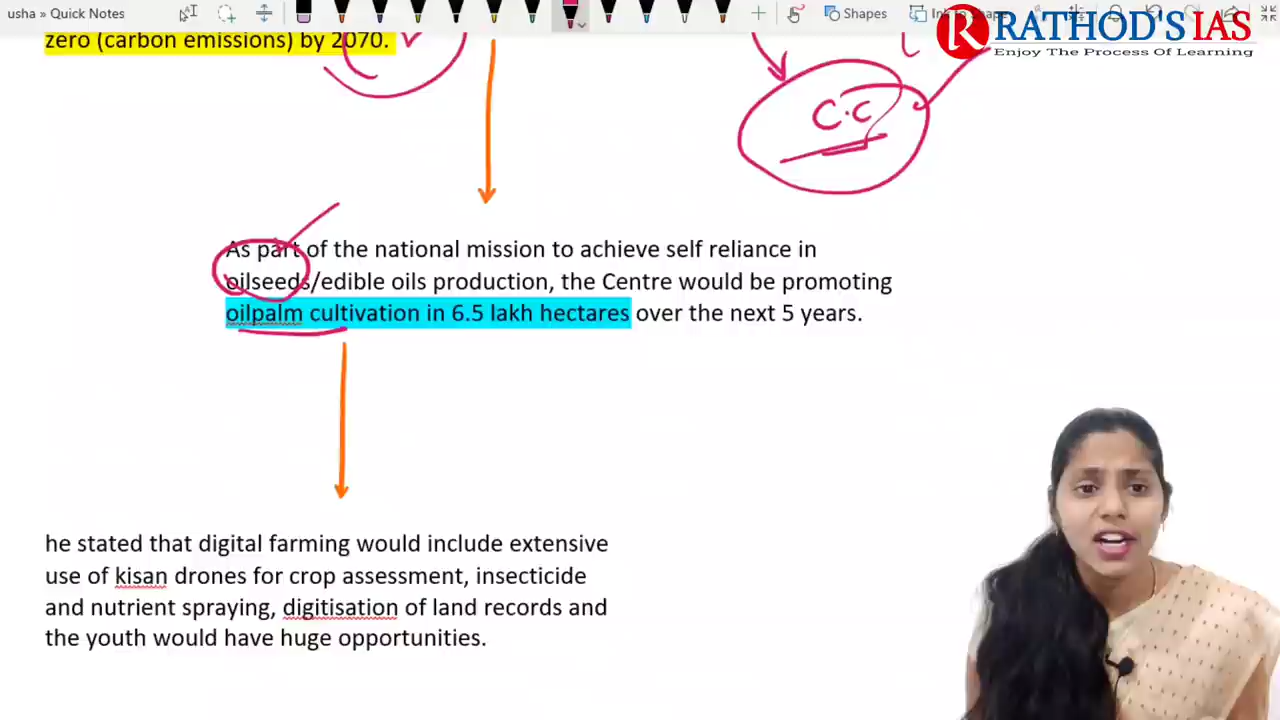 usha » Quick Notes
Shapes
RATHOD'S IAS
Enjoy The Process Of Learning
zero (carbon emissions) by 2070.
C.C
As part of the national mission to achieve self reliance in
oilseeds/edible oils production, the Centre would be promoting
oilpalm cultivation in 6.5 lakh hectares over the next 5 years.
he stated that digital farming would include extensive
use of kisan drones for crop assessment, insecticide
and nutrient spraying, digitisation of land records and
the youth would have huge opportunities.